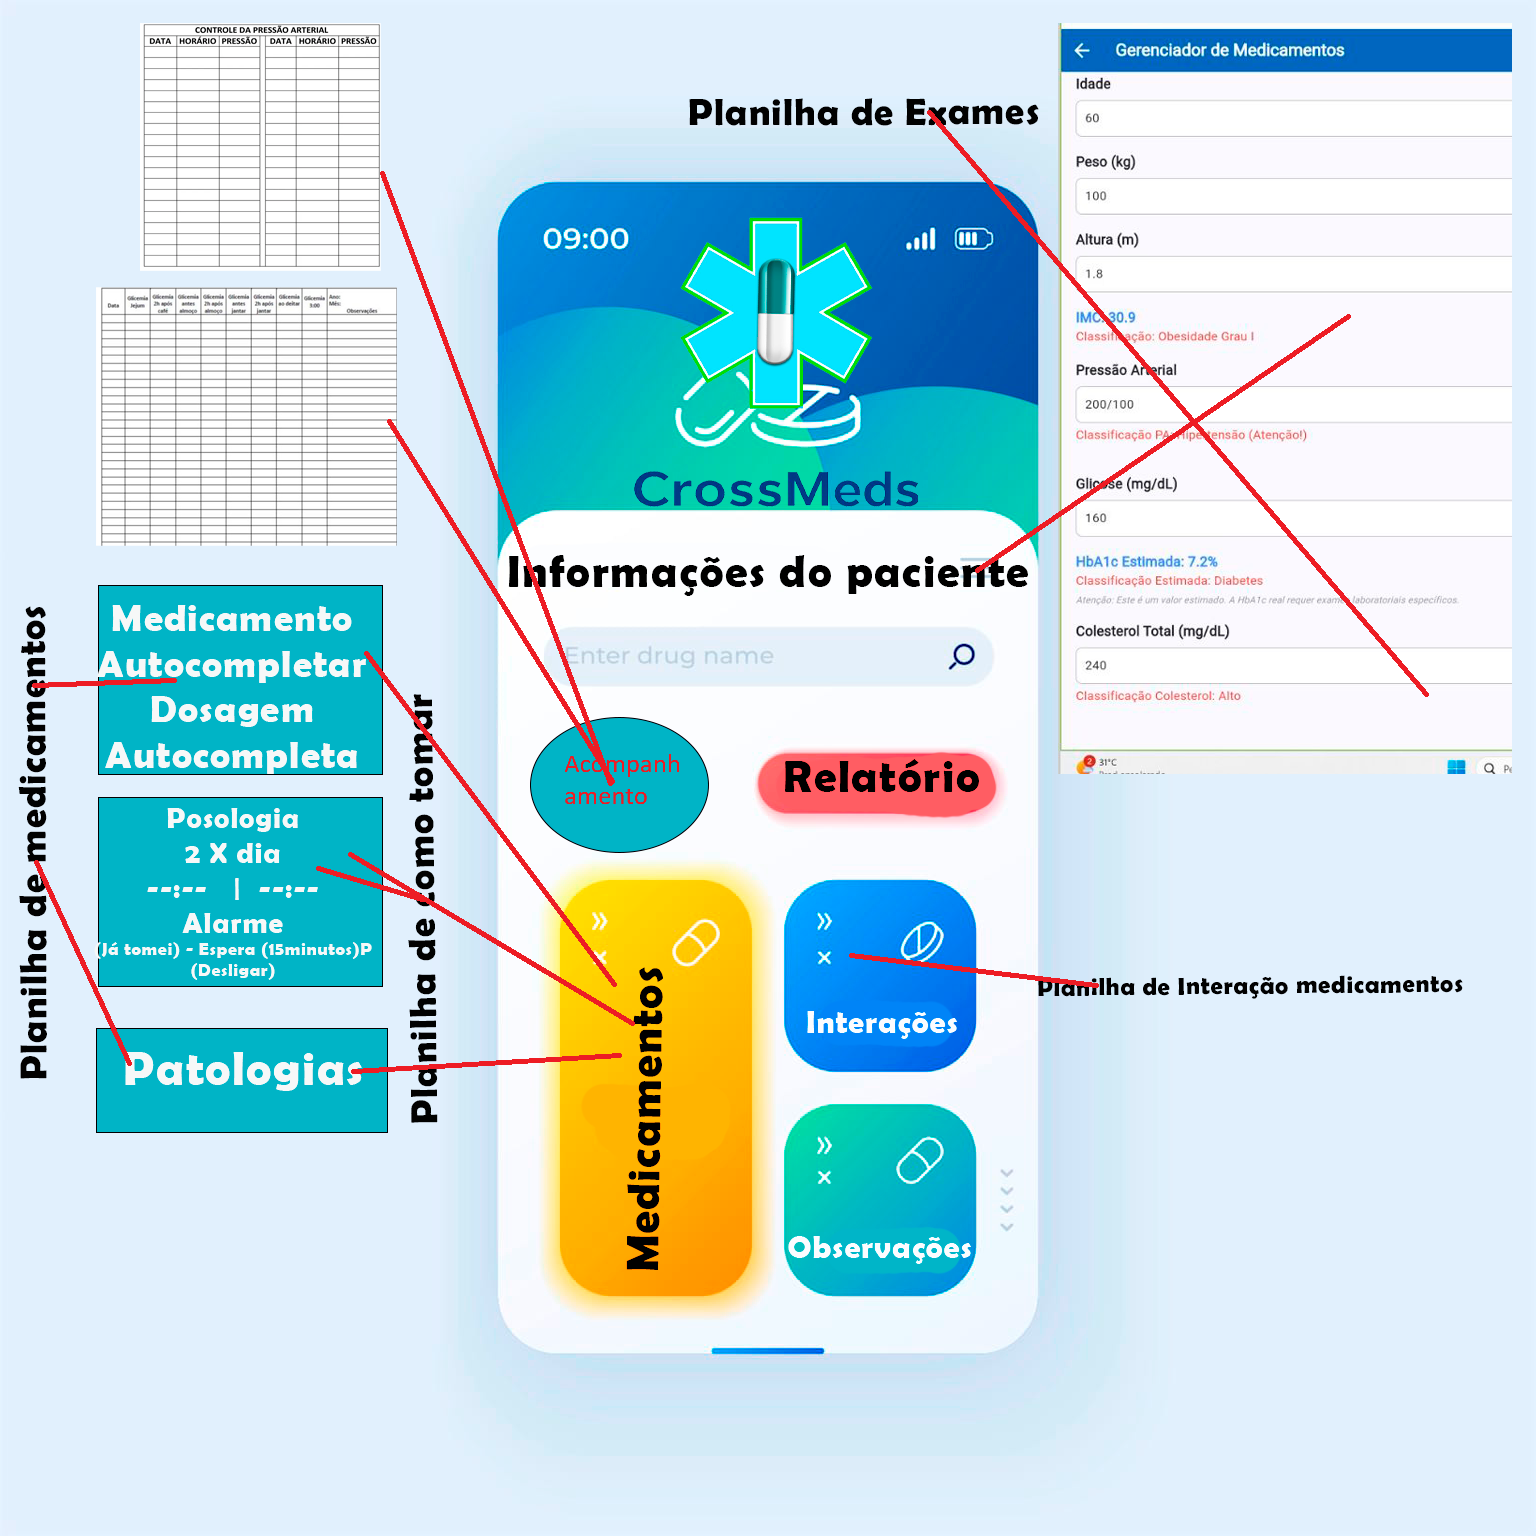 CONTROLE DA PRESSÃO ARTERIAL
DATA HORÁRIO PRESSÃO DATA HORÁRIO PRESSÃO
Data
Glicemia Jejum
Glicemia 2h após café
Glicemia antes almoço
Glicemia 2h após almoço
Glicemia antes jantar
Glicemia 2h após jantar
Glicemia ao deitar
Glicemia 3:00
Ano:
Mês:
Observações
Planilha de medicamentos
Medicamento
Autocompletar
Dosagem
Autocompleta
Posologia
2 X dia
--:-- | --:--
Alarme
(Já tomei) - Espera (15minutos)P
(Desligar)
Patologias
Planilha de como tomar
Planilha de Exames
09:00
CrossMeds
Informações do paciente
Enter drug name
Acompanh
amento
Relatório
Medicamentos
Interações
Observações
Planilha de Interação medicamentos
Gerenciador de Medicamentos
Idade
60
Peso (kg)
100
Altura (m)
1.8
IMC: 30.9
Classificação: Obesidade Grau I
Pressão Arterial
200/100
Classificação PA: Hipertensão (Atenção!)
Glicose (mg/dL)
160
HbA1c Estimada: 7.2%
Classificação Estimada: Diabetes
Atenção: Este é um valor estimado. A HbA1c real requer exames laboratoriais específicos.
Colesterol Total (mg/dL)
240
Classificação Colesterol: Alto
2
31°C
Pe